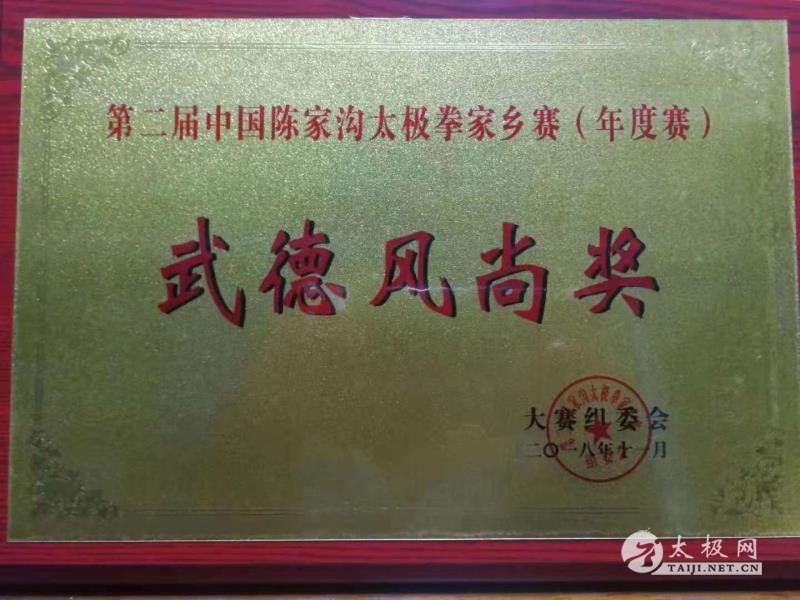 第二届中国陈家沟太极拳家乡赛（年度赛）
武德风尚奖
大赛组委会
二〇一八年十一月
太极网
TAIJI.NET.CN